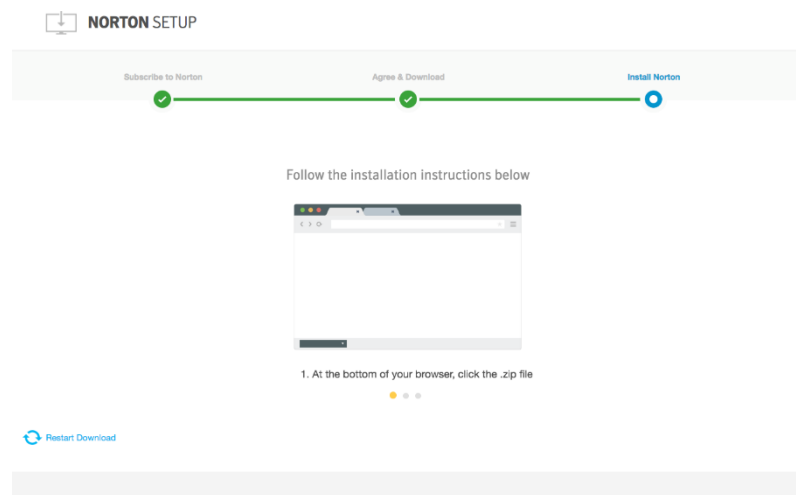 NORTON SETUP
Subscribe to Norton Agree & Download Install Norton
Follow the installation instructions below
1. At the bottom of your browser, click the .zip file
Restart Download